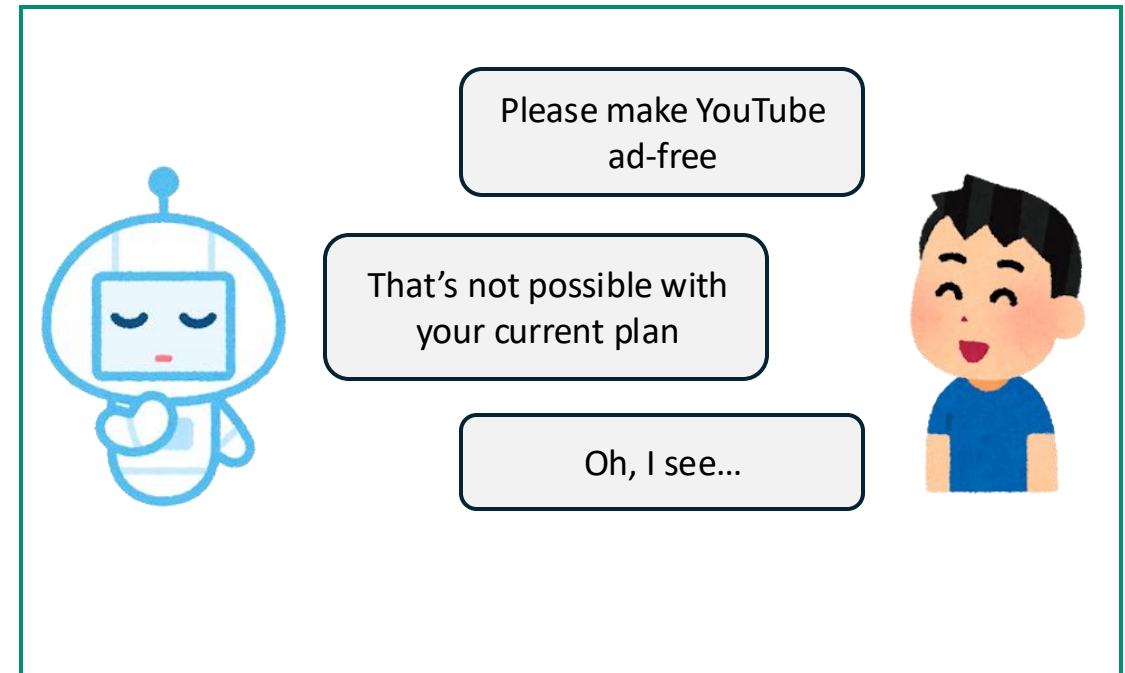 Please make YouTube
ad-free
That’s not possible with
your current plan
Oh, I see…